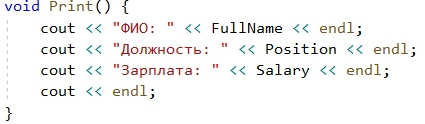 void Print() {
cout << "ФИО: " << FullName << endl;
cout << "Должность: " << Position << endl;
cout << "Зарплата: " << Salary << endl;
cout << endl;
}